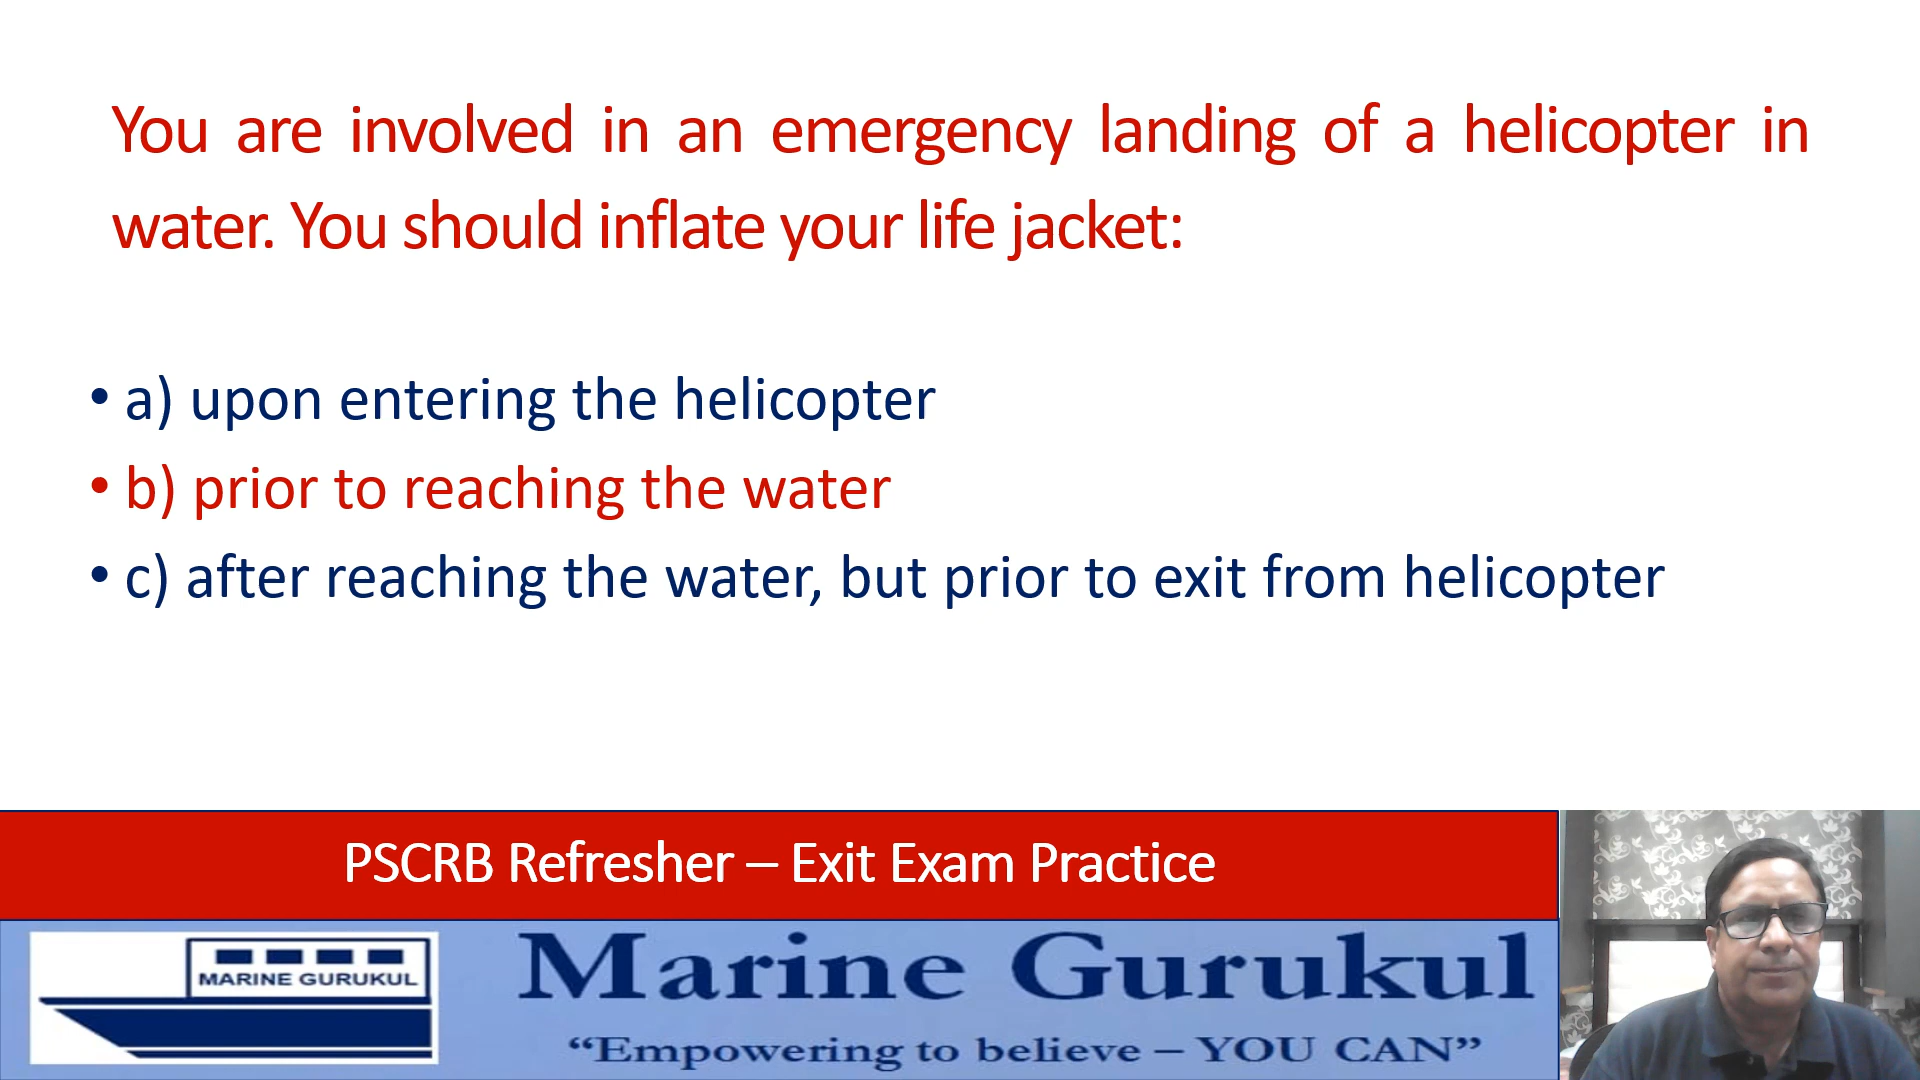 You are involved in an emergency landing of a helicopter in
water. You should inflate your life jacket:
• a) upon entering the helicopter
• b) prior to reaching the water
• c) after reaching the water, but prior to exit from helicopter
PSCRB Refresher – Exit Exam Practice
MARINE GURUKUL
Marine Gurukul
“Empowering to believe – YOU CAN”